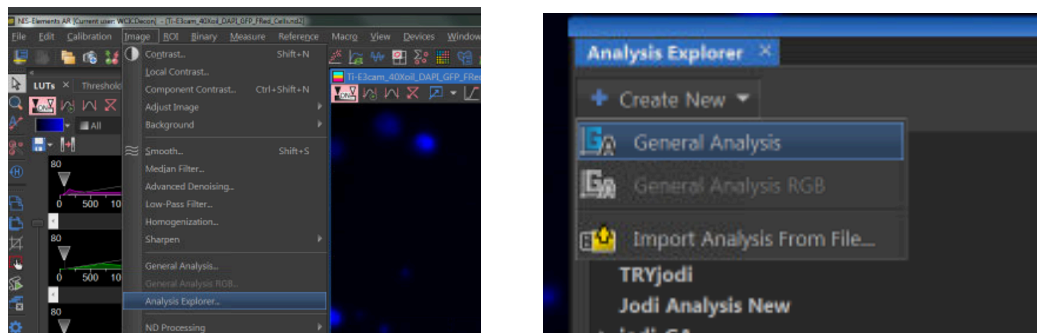 NIS-Elements AR [Current user: WCICDecon] - [Ti-E3cam_40Xoil_DAPI_GFP_FRed_Cells.nd2]
File Edit Calibration Image ROI Binary Measure Reference Macro View Devices Window
LUTs × Threshold
All
80
0 500 10
80
0 500 10
80
Contrast... Shift+N
Local Contrast...
Component Contrast... Ctrl+Shift+N
Adjust Image
Background
Smooth... Shift+S
Median Filter...
Advanced Denoising...
Low-Pass Filter...
Homogenization...
Sharpen
General Analysis...
General Analysis RGB...
Analysis Explorer...
ND Processing
Ti-E3cam_40Xoil_DAPI_GFP_FRe
Analysis Explorer ×
+ Create New
General Analysis
General Analysis RGB
Import Analysis From File...
TRYjodi
Jodi Analysis New
jodi GA